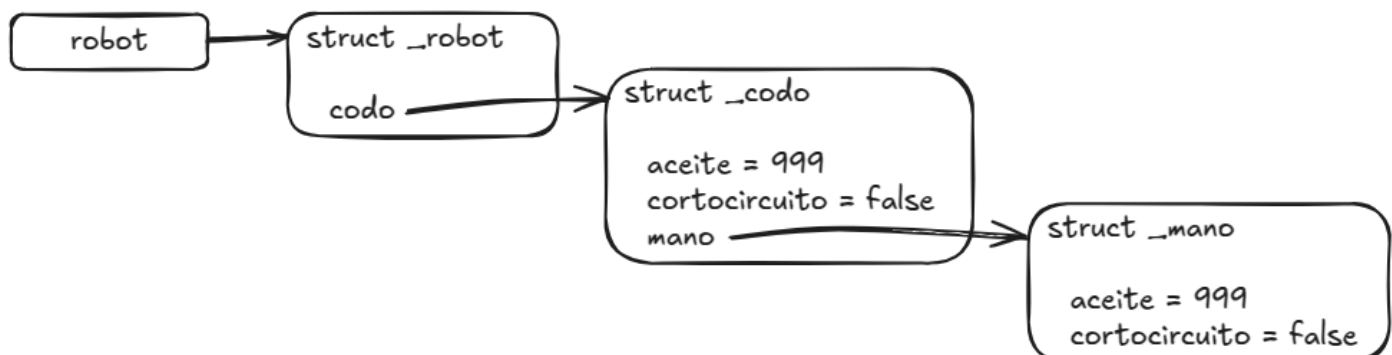 robot
struct _robot
codo
struct _codo
aceite = 999
cortocircuito = false
mano
struct _mano
aceite = 999
cortocircuito = false